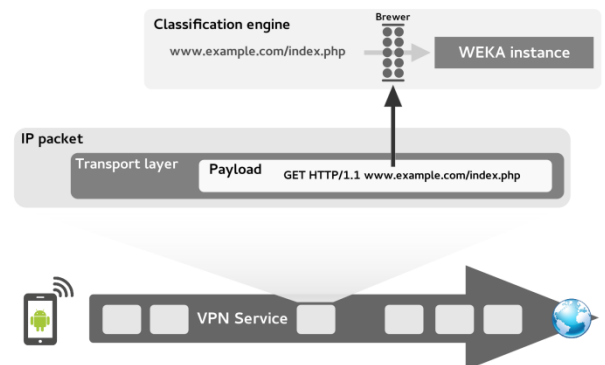 Classification engine
Brewer
www.example.com/index.php
WEKA instance
IP packet
Transport layer
Payload
GET HTTP/1.1 www.example.com/index.php
VPN Service